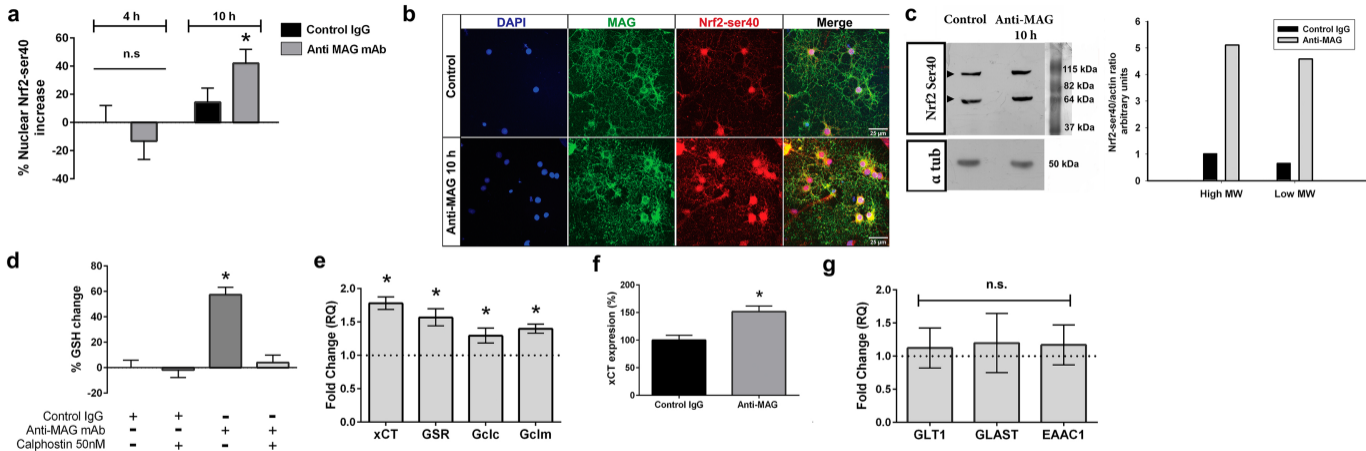 a
4 h
10 h
Control IgG
Anti MAG mAb
n.s
*
% Nuclear Nrf2-ser40
increase
60
40
20
0
-20
-40
b
DAPI
MAG
Nrf2-ser40
Merge
Control
Anti-MAG 10 h
25 µm
25 µm
c
Control
Anti-MAG
10 h
Nrf2 Ser40
α tub
115 kDa
82 kDa
64 kDa
37 kDa
50 kDa
Control IgG
Anti-MAG
Nrf2-ser40/actin ratio
arbitrary units
6
5
4
3
2
1
0
High MW
Low MW
d
% GSH change
80
60
40
20
0
-20
*
Control IgG + + - -
Anti-MAG mAb - - + +
Calphostin 50nM - + - +
e
Fold Change (RQ)
2.0
1.5
1.0
0.5
0.0
* * * *
xCT GSR Gclc Gclm
f
xCT expresion (%)
200
150
100
50
0
*
Control IgG
Anti-MAG
g
Fold Change (RQ)
2.0
1.5
1.0
0.5
0.0
n.s.
GLT1 GLAST EAAC1